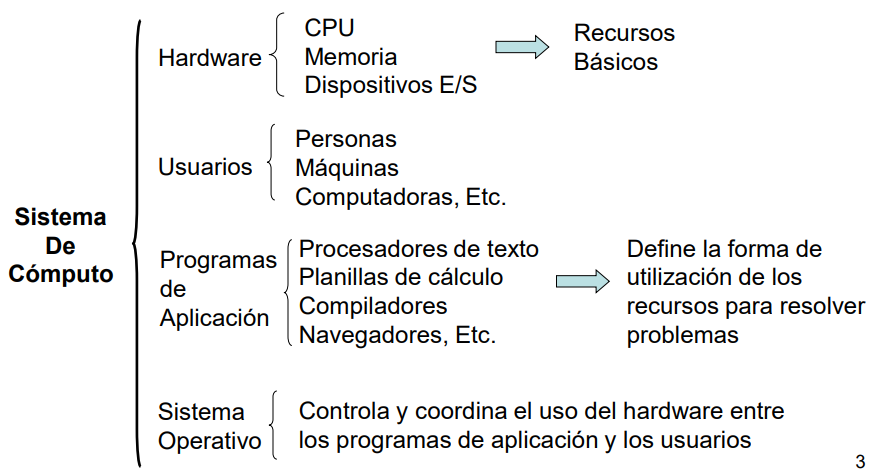 Sistema
De
Cómputo
Hardware
CPU
Memoria
Dispositivos E/S
Recursos
Básicos
Usuarios
Personas
Máquinas
Computadoras, Etc.
Programas
de
Aplicación
Procesadores de texto
Planillas de cálculo
Compiladores
Navegadores, Etc.
Define la forma de
utilización de los
recursos para resolver
problemas
Sistema
Operativo
Controla y coordina el uso del hardware entre
los programas de aplicación y los usuarios
3